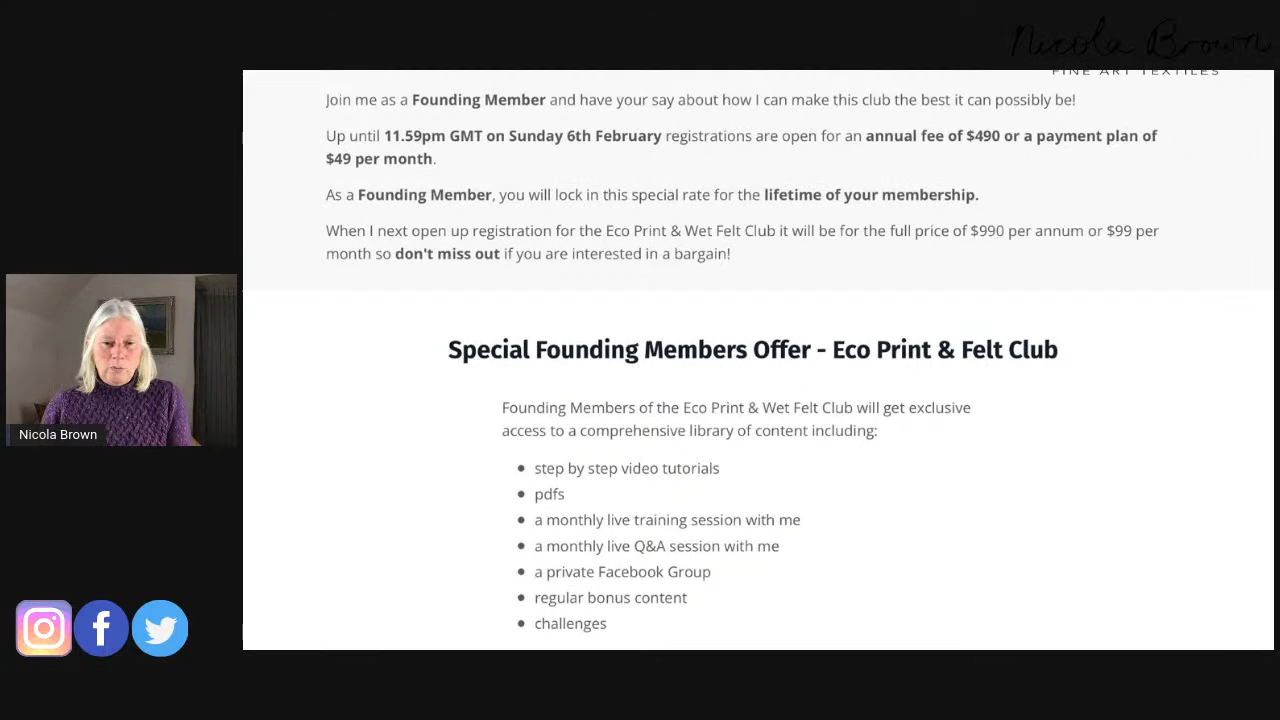 Nicola Brown
FINE ART TEXTILES
Join me as a Founding Member and have your say about how I can make this club the best it can possibly be!
Up until 11.59pm GMT on Sunday 6th February registrations are open for an annual fee of $490 or a payment plan of
$49 per month.
As a Founding Member, you will lock in this special rate for the lifetime of your membership.
When I next open up registration for the Eco Print & Wet Felt Club it will be for the full price of $990 per annum or $99 per
month so don't miss out if you are interested in a bargain!
Special Founding Members Offer - Eco Print & Felt Club
Founding Members of the Eco Print & Wet Felt Club will get exclusive
access to a comprehensive library of content including:
• step by step video tutorials
• pdfs
• a monthly live training session with me
• a monthly live Q&A session with me
• a private Facebook Group
• regular bonus content
• challenges
Nicola Brown